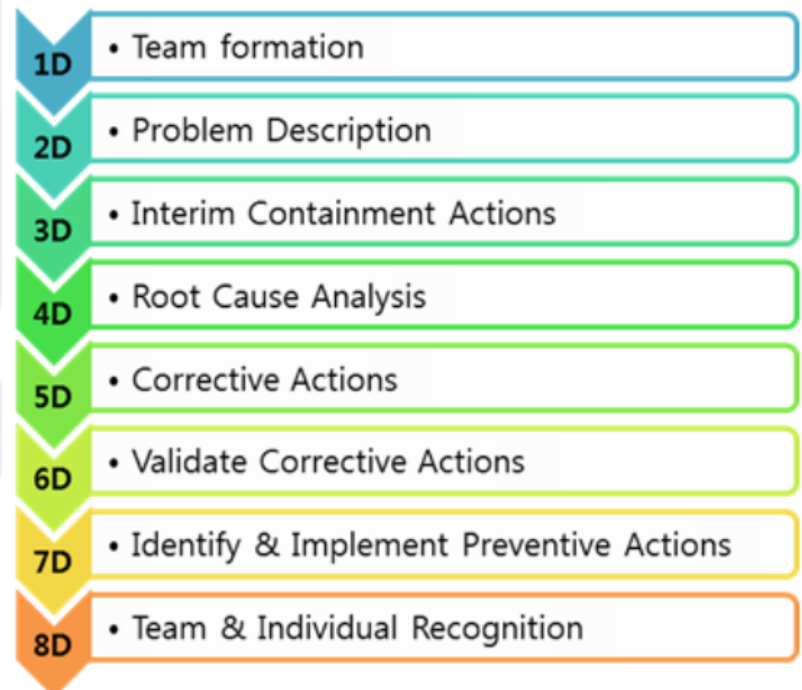 1D • Team formation
2D • Problem Description
3D • Interim Containment Actions
4D • Root Cause Analysis
5D • Corrective Actions
6D • Validate Corrective Actions
7D • Identify & Implement Preventive Actions
8D • Team & Individual Recognition